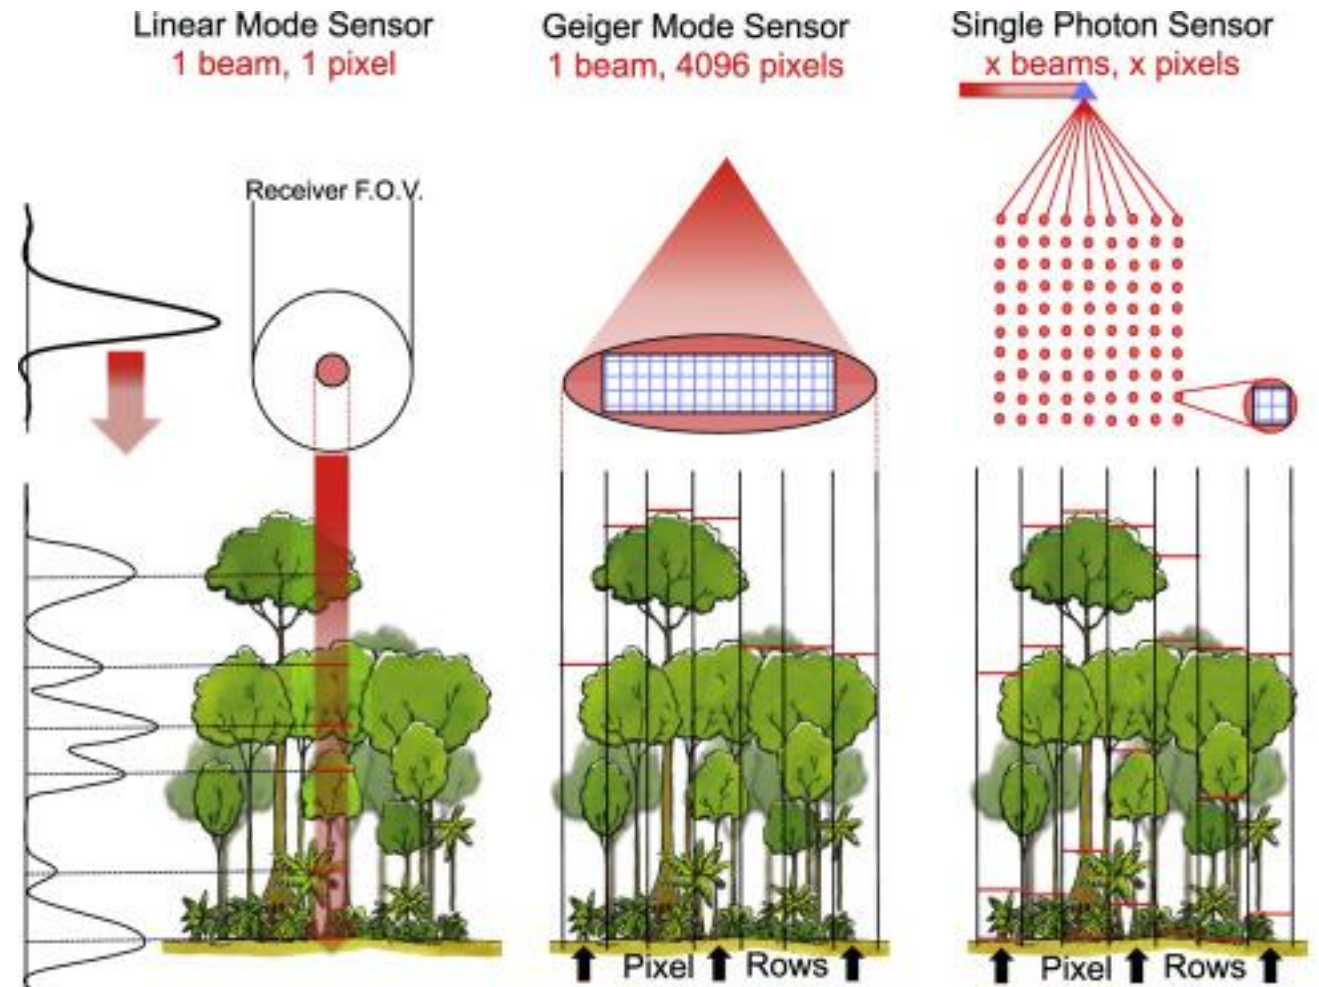 Linear Mode Sensor
1 beam, 1 pixel
Geiger Mode Sensor
1 beam, 4096 pixels
Single Photon Sensor
x beams, x pixels
Receiver F.O.V.
Pixel Rows
Pixel Rows